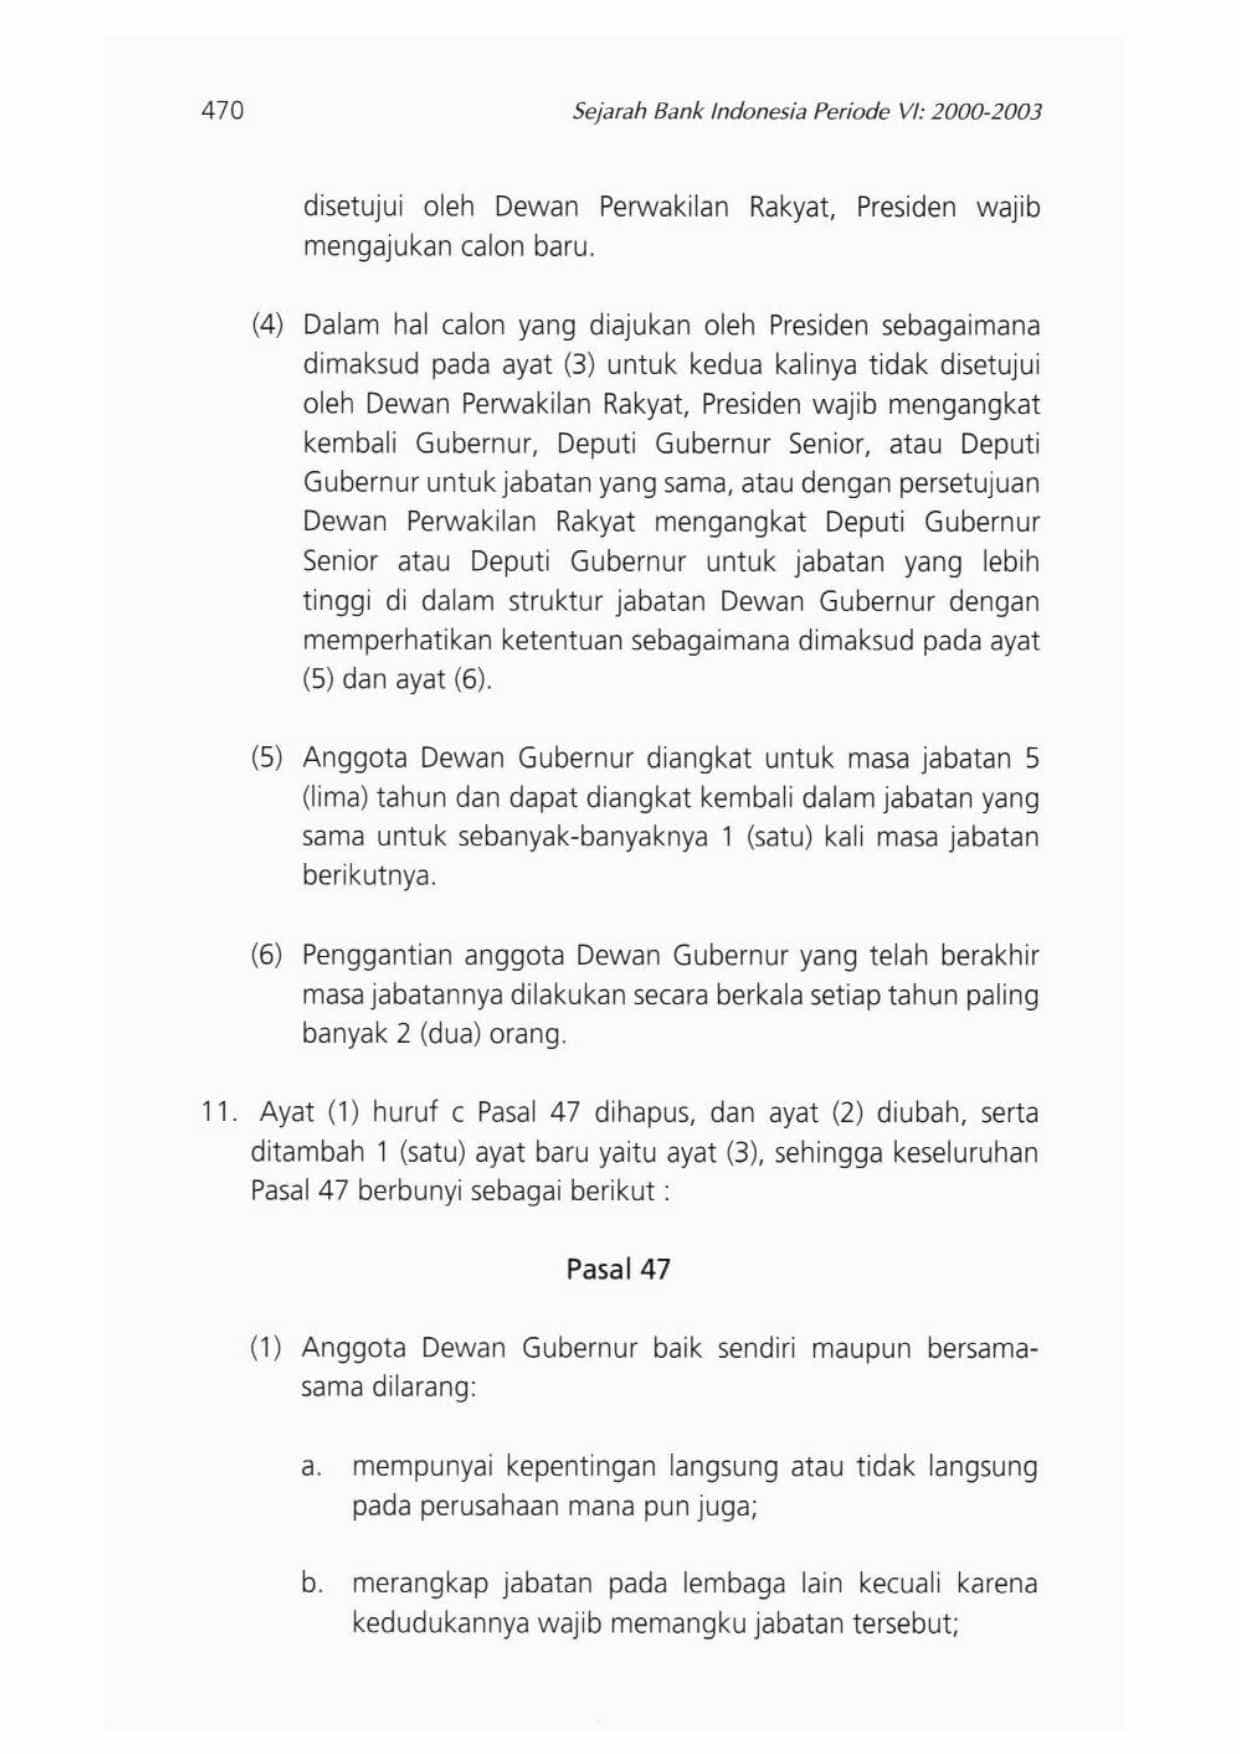 470
Sejarah Bank Indonesia Periode VI: 2000-2003
disetujui oleh Dewan Perwakilan Rakyat, Presiden wajib
mengajukan calon baru.
(4) Dalam hal calon yang diajukan oleh Presiden sebagaimana
dimaksud pada ayat (3) untuk kedua kalinya tidak disetujui
oleh Dewan Perwakilan Rakyat, Presiden wajib mengangkat
kembali Gubernur, Deputi Gubernur Senior, atau Deputi
Gubernur untuk jabatan yang sama, atau dengan persetujuan
Dewan Perwakilan Rakyat mengangkat Deputi Gubernur
Senior atau Deputi Gubernur untuk jabatan yang lebih
tinggi di dalam struktur jabatan Dewan Gubernur dengan
memperhatikan ketentuan sebagaimana dimaksud pada ayat
(5) dan ayat (6).
(5) Anggota Dewan Gubernur diangkat untuk masa jabatan 5
(lima) tahun dan dapat diangkat kembali dalam jabatan yang
sama untuk sebanyak-banyaknya 1 (satu) kali masa jabatan
berikutnya.
(6) Penggantian anggota Dewan Gubernur yang telah berakhir
masa jabatannya dilakukan secara berkala setiap tahun paling
banyak 2 (dua) orang.
11. Ayat (1) huruf c Pasal 47 dihapus, dan ayat (2) diubah, serta
ditambah 1 (satu) ayat baru yaitu ayat (3), sehingga keseluruhan
Pasal 47 berbunyi sebagai berikut :
Pasal 47
(1) Anggota Dewan Gubernur baik sendiri maupun bersama-
sama dilarang:
a. mempunyai kepentingan langsung atau tidak langsung
pada perusahaan mana pun juga;
b. merangkap jabatan pada lembaga lain kecuali karena
kedudukannya wajib memangku jabatan tersebut;